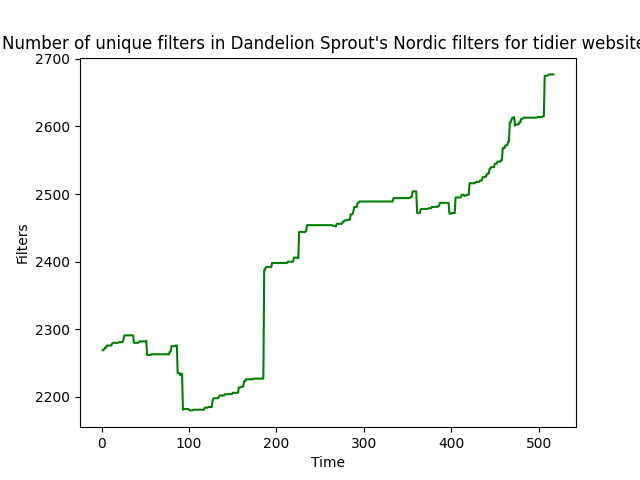 Number of unique filters in Dandelion Sprout's Nordic filters for tidier website
2700
2600
2500
2400
2300
2200
Filters
0 100 200 300 400 500
Time